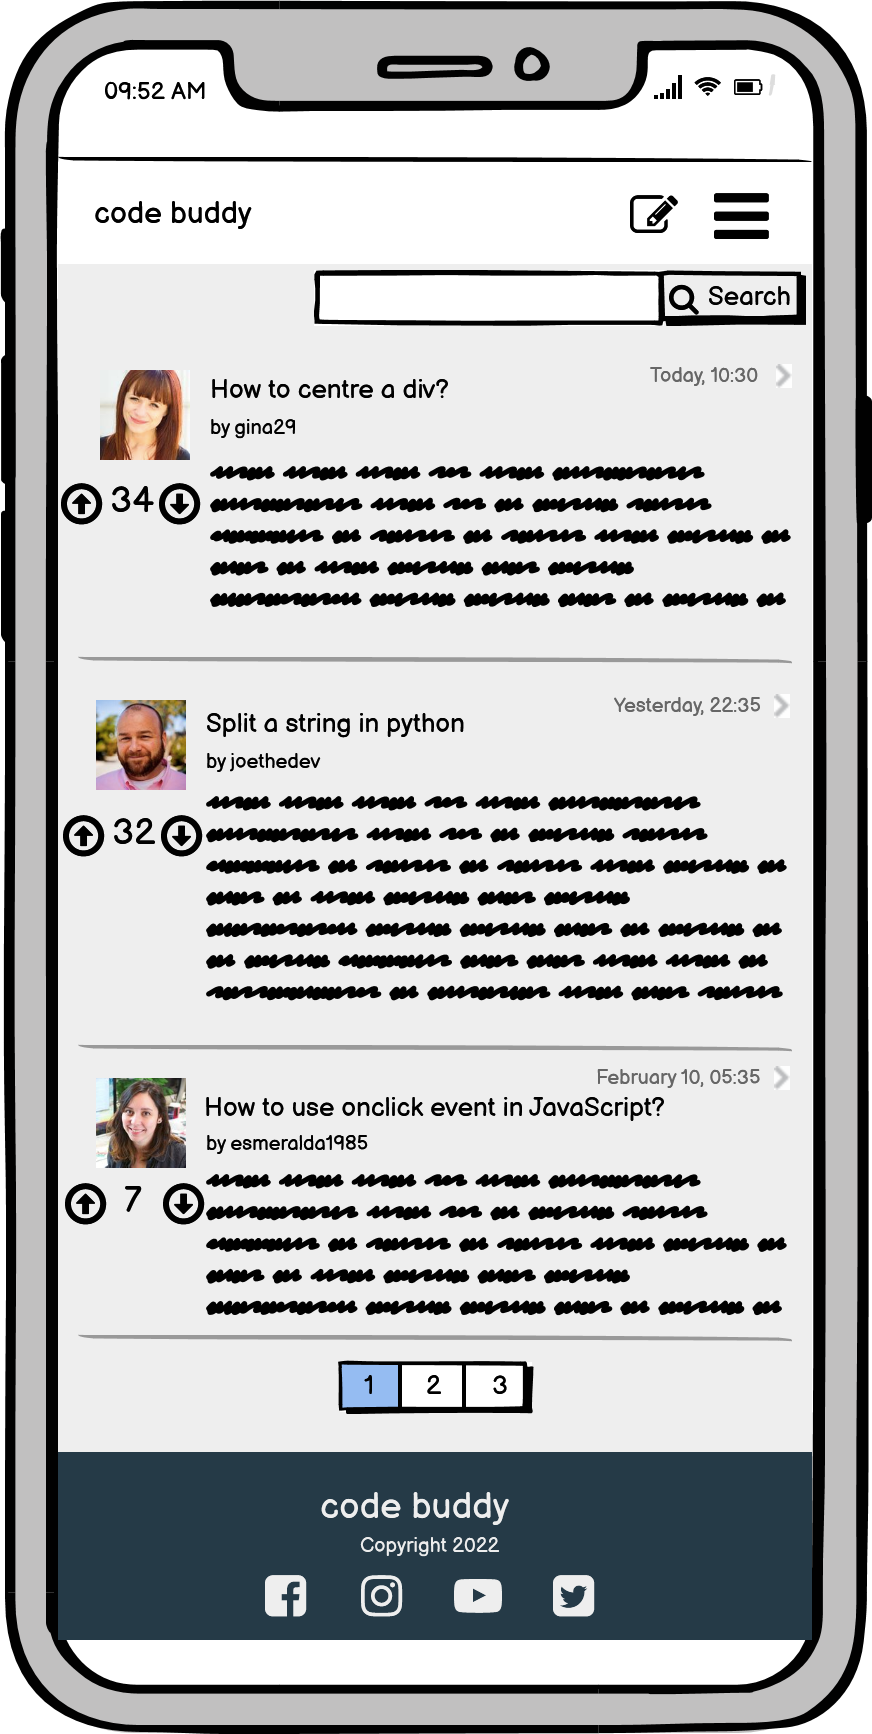 09:52 AM
code buddy
Search
Today, 10:30
How to centre a div?
by gina29
34
Yesterday, 22:35
Split a string in python
by joethedev
32
February 10, 05:35
How to use onclick event in JavaScript?
by esmeralda1985
7
1 2 3
code buddy
Copyright 2022